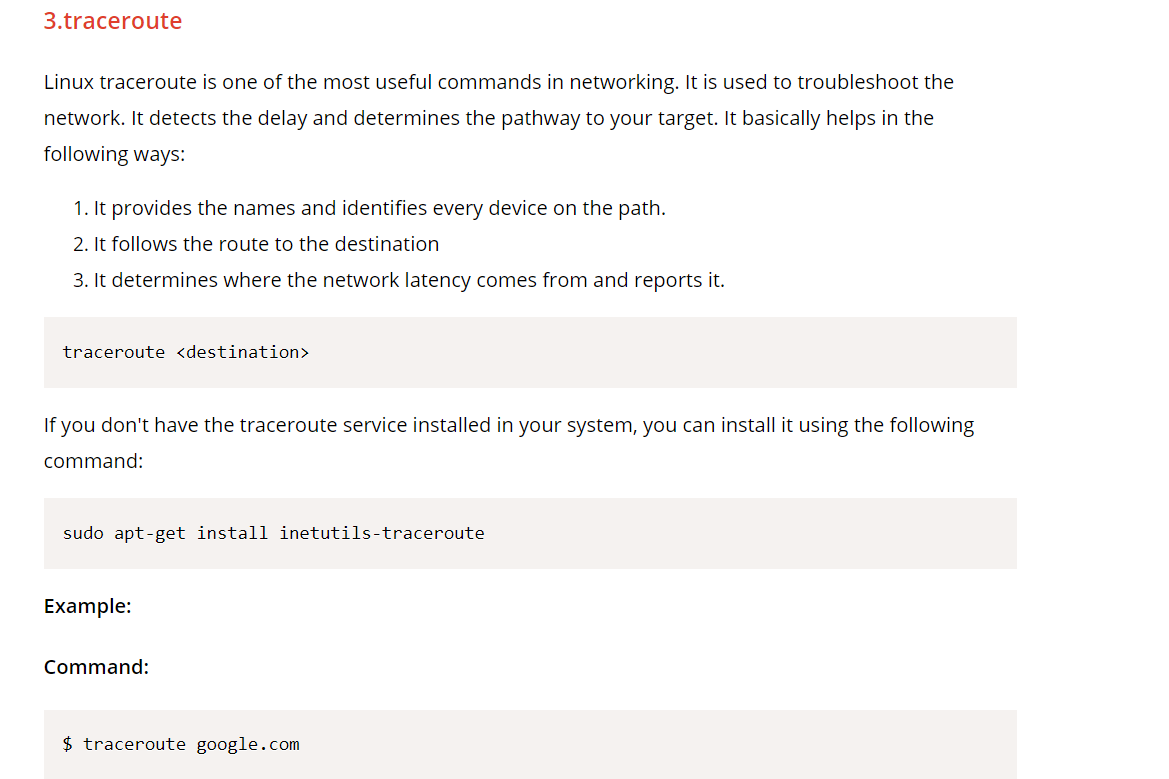 3.traceroute
Linux traceroute is one of the most useful commands in networking. It is used to troubleshoot the
network. It detects the delay and determines the pathway to your target. It basically helps in the
following ways:
1. It provides the names and identifies every device on the path.
2. It follows the route to the destination
3. It determines where the network latency comes from and reports it.
traceroute <destination>
If you don't have the traceroute service installed in your system, you can install it using the following
command:
sudo apt-get install inetutils-traceroute
Example:
Command:
$ traceroute google.com